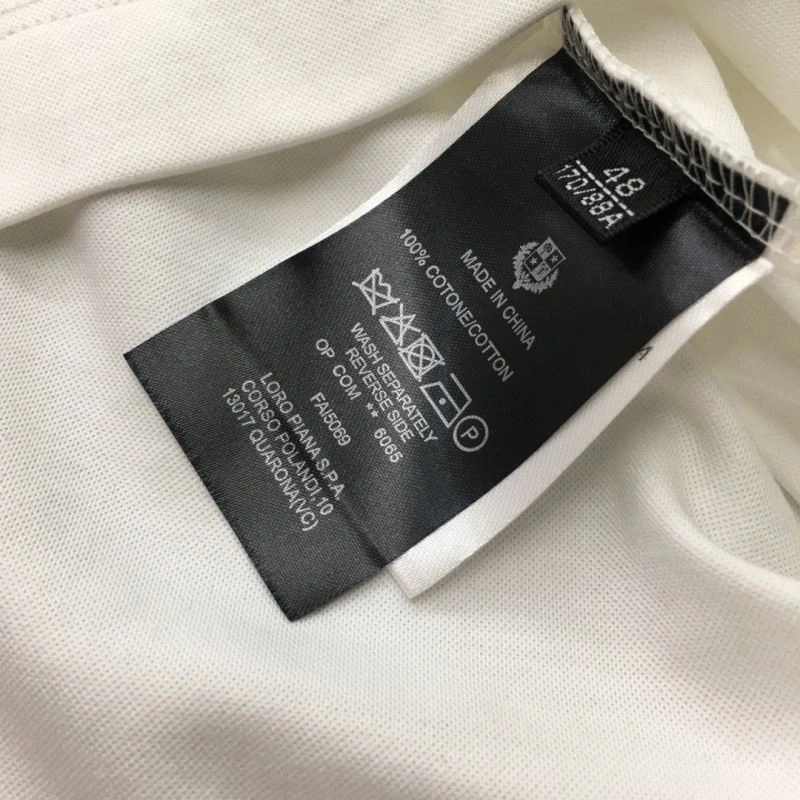 48
170/88A
MADE IN CHINA
100% COTONE/COTTON
P
WASH SEPARATELY
REVERSE SIDE
OP COM ** 6065
FAI5069
LORO PIANA S.P.A.
CORSO POLANDI,10
13017 QUARONA(VC)